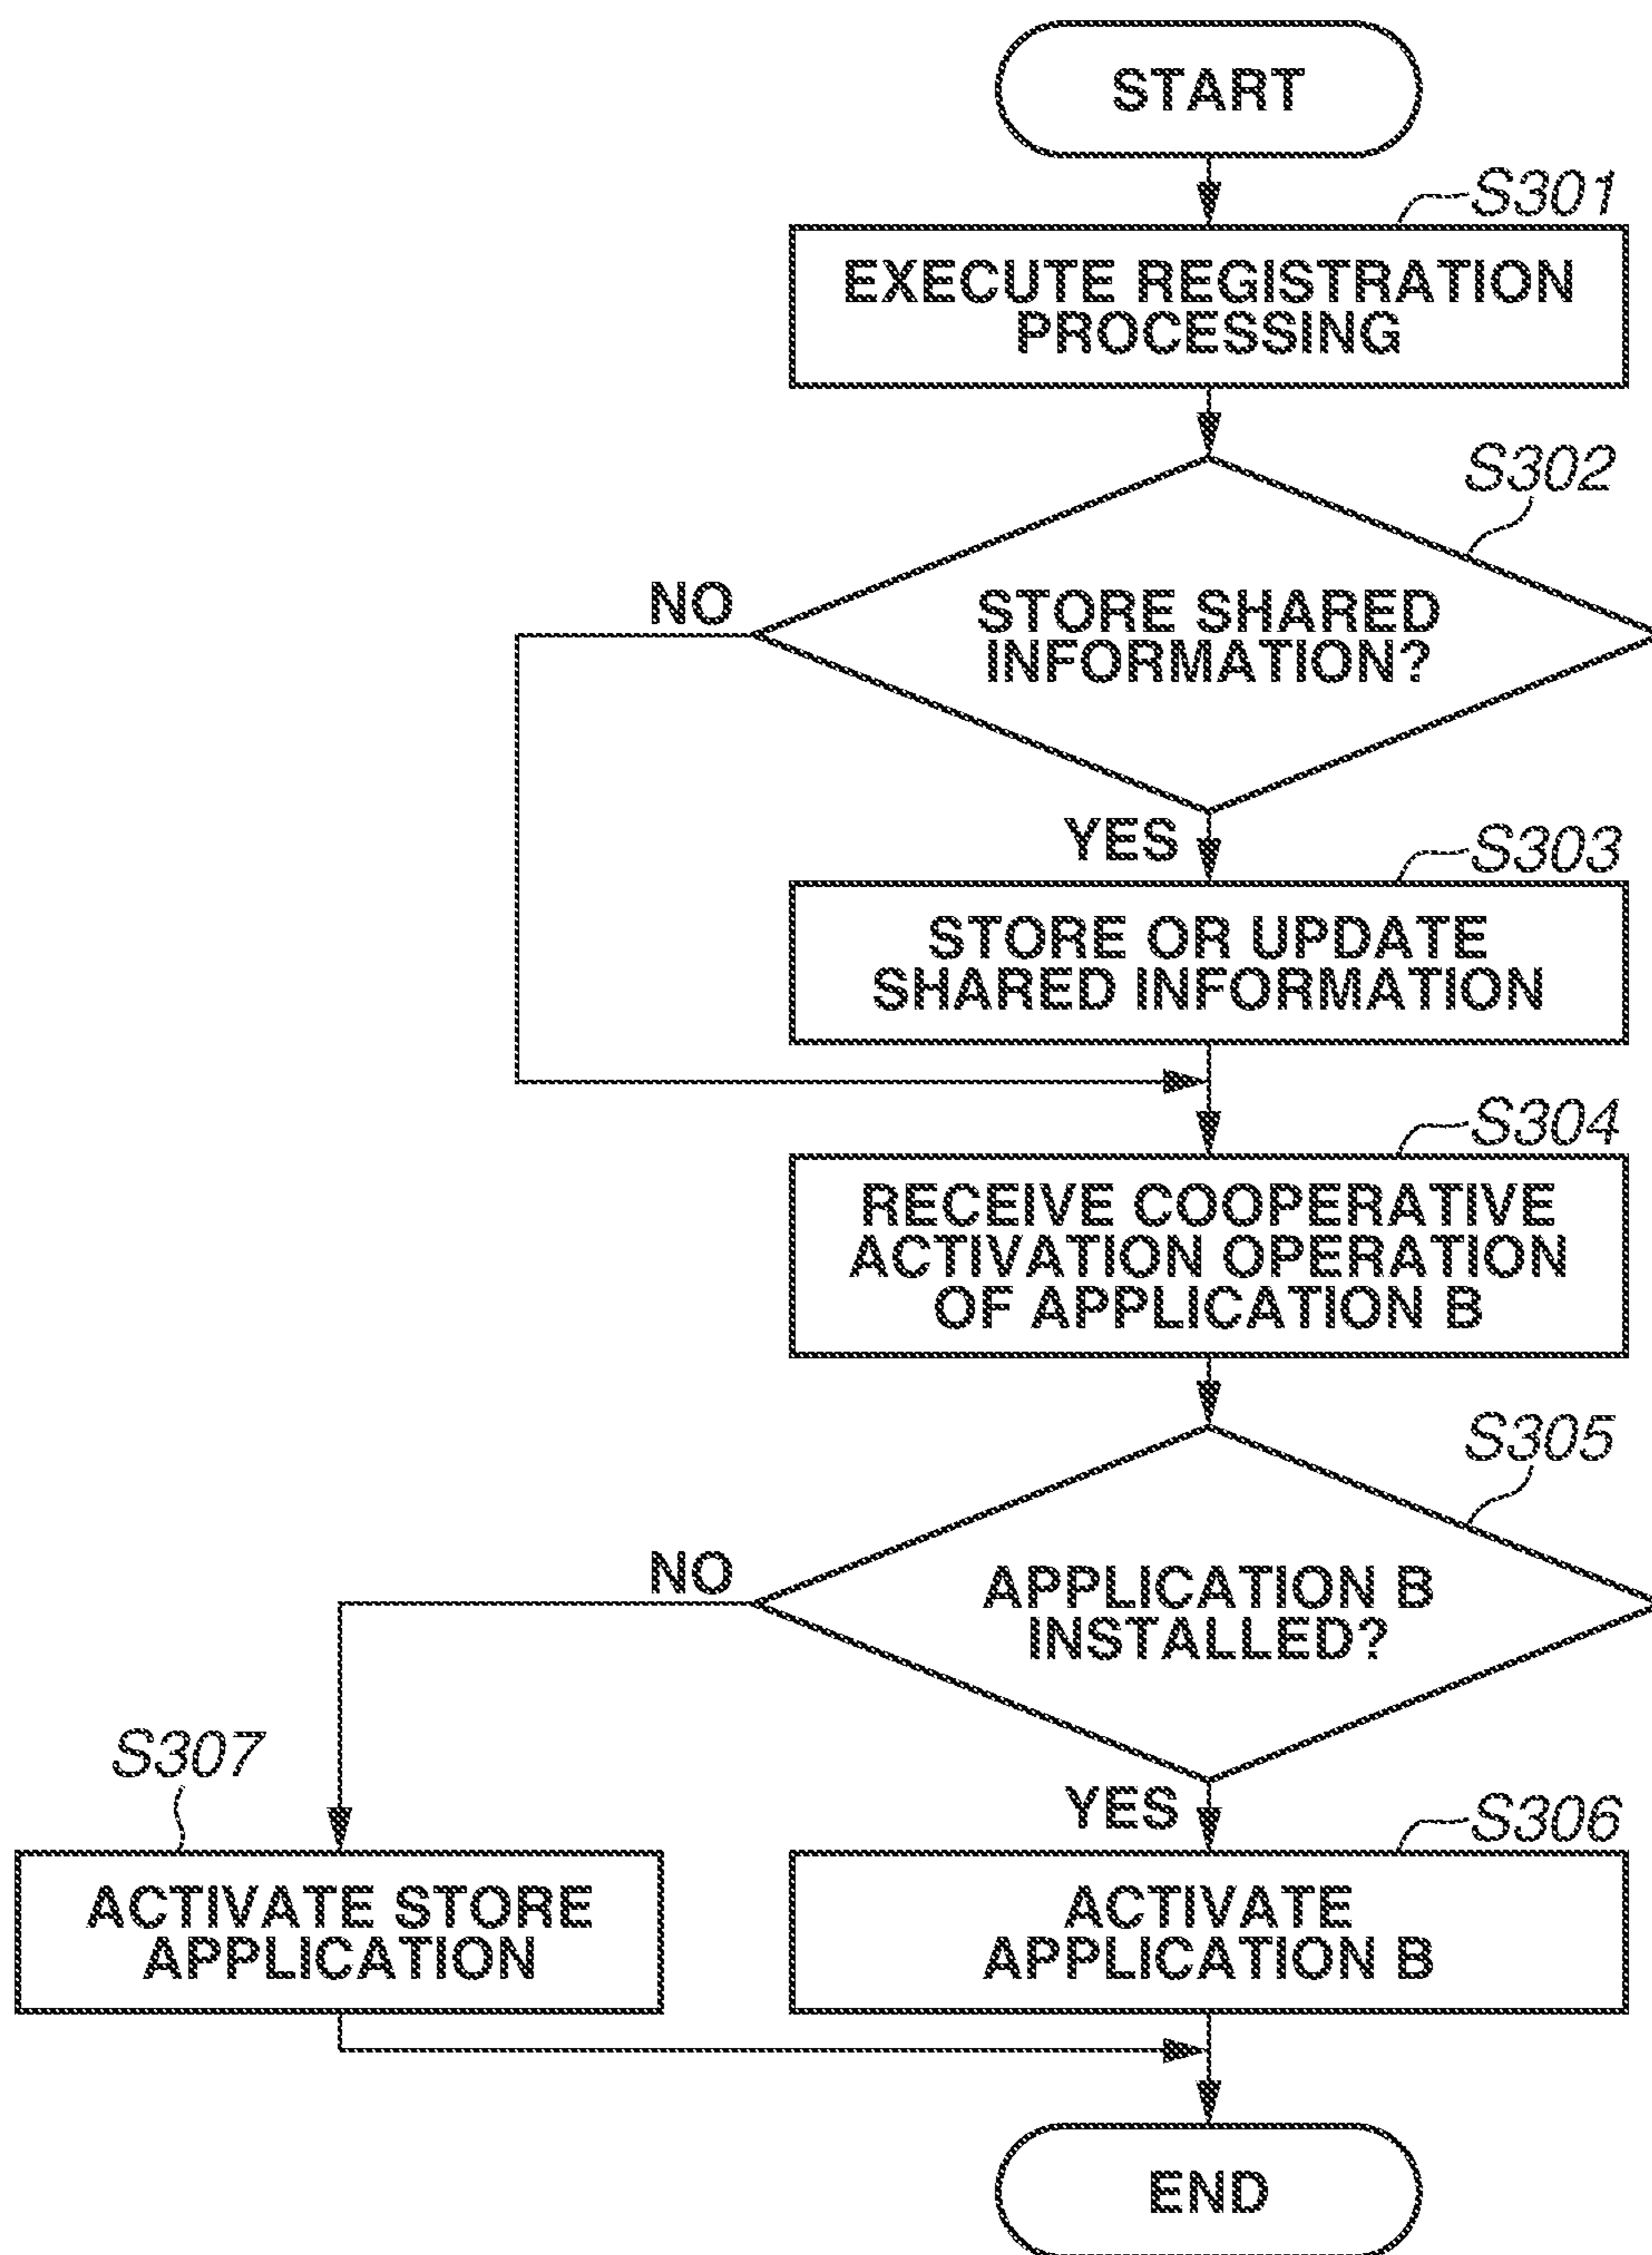 START
S301
EXECUTE REGISTRATION
PROCESSING
S302
NO
STORE SHARED
INFORMATION?
YES
S303
STORE OR UPDATE
SHARED INFORMATION
S304
RECEIVE COOPERATIVE
ACTIVATION OPERATION
OF APPLICATION B
S305
NO
APPLICATION B
INSTALLED?
S307
YES
S306
ACTIVATE STORE
APPLICATION
ACTIVATE
APPLICATION B
END